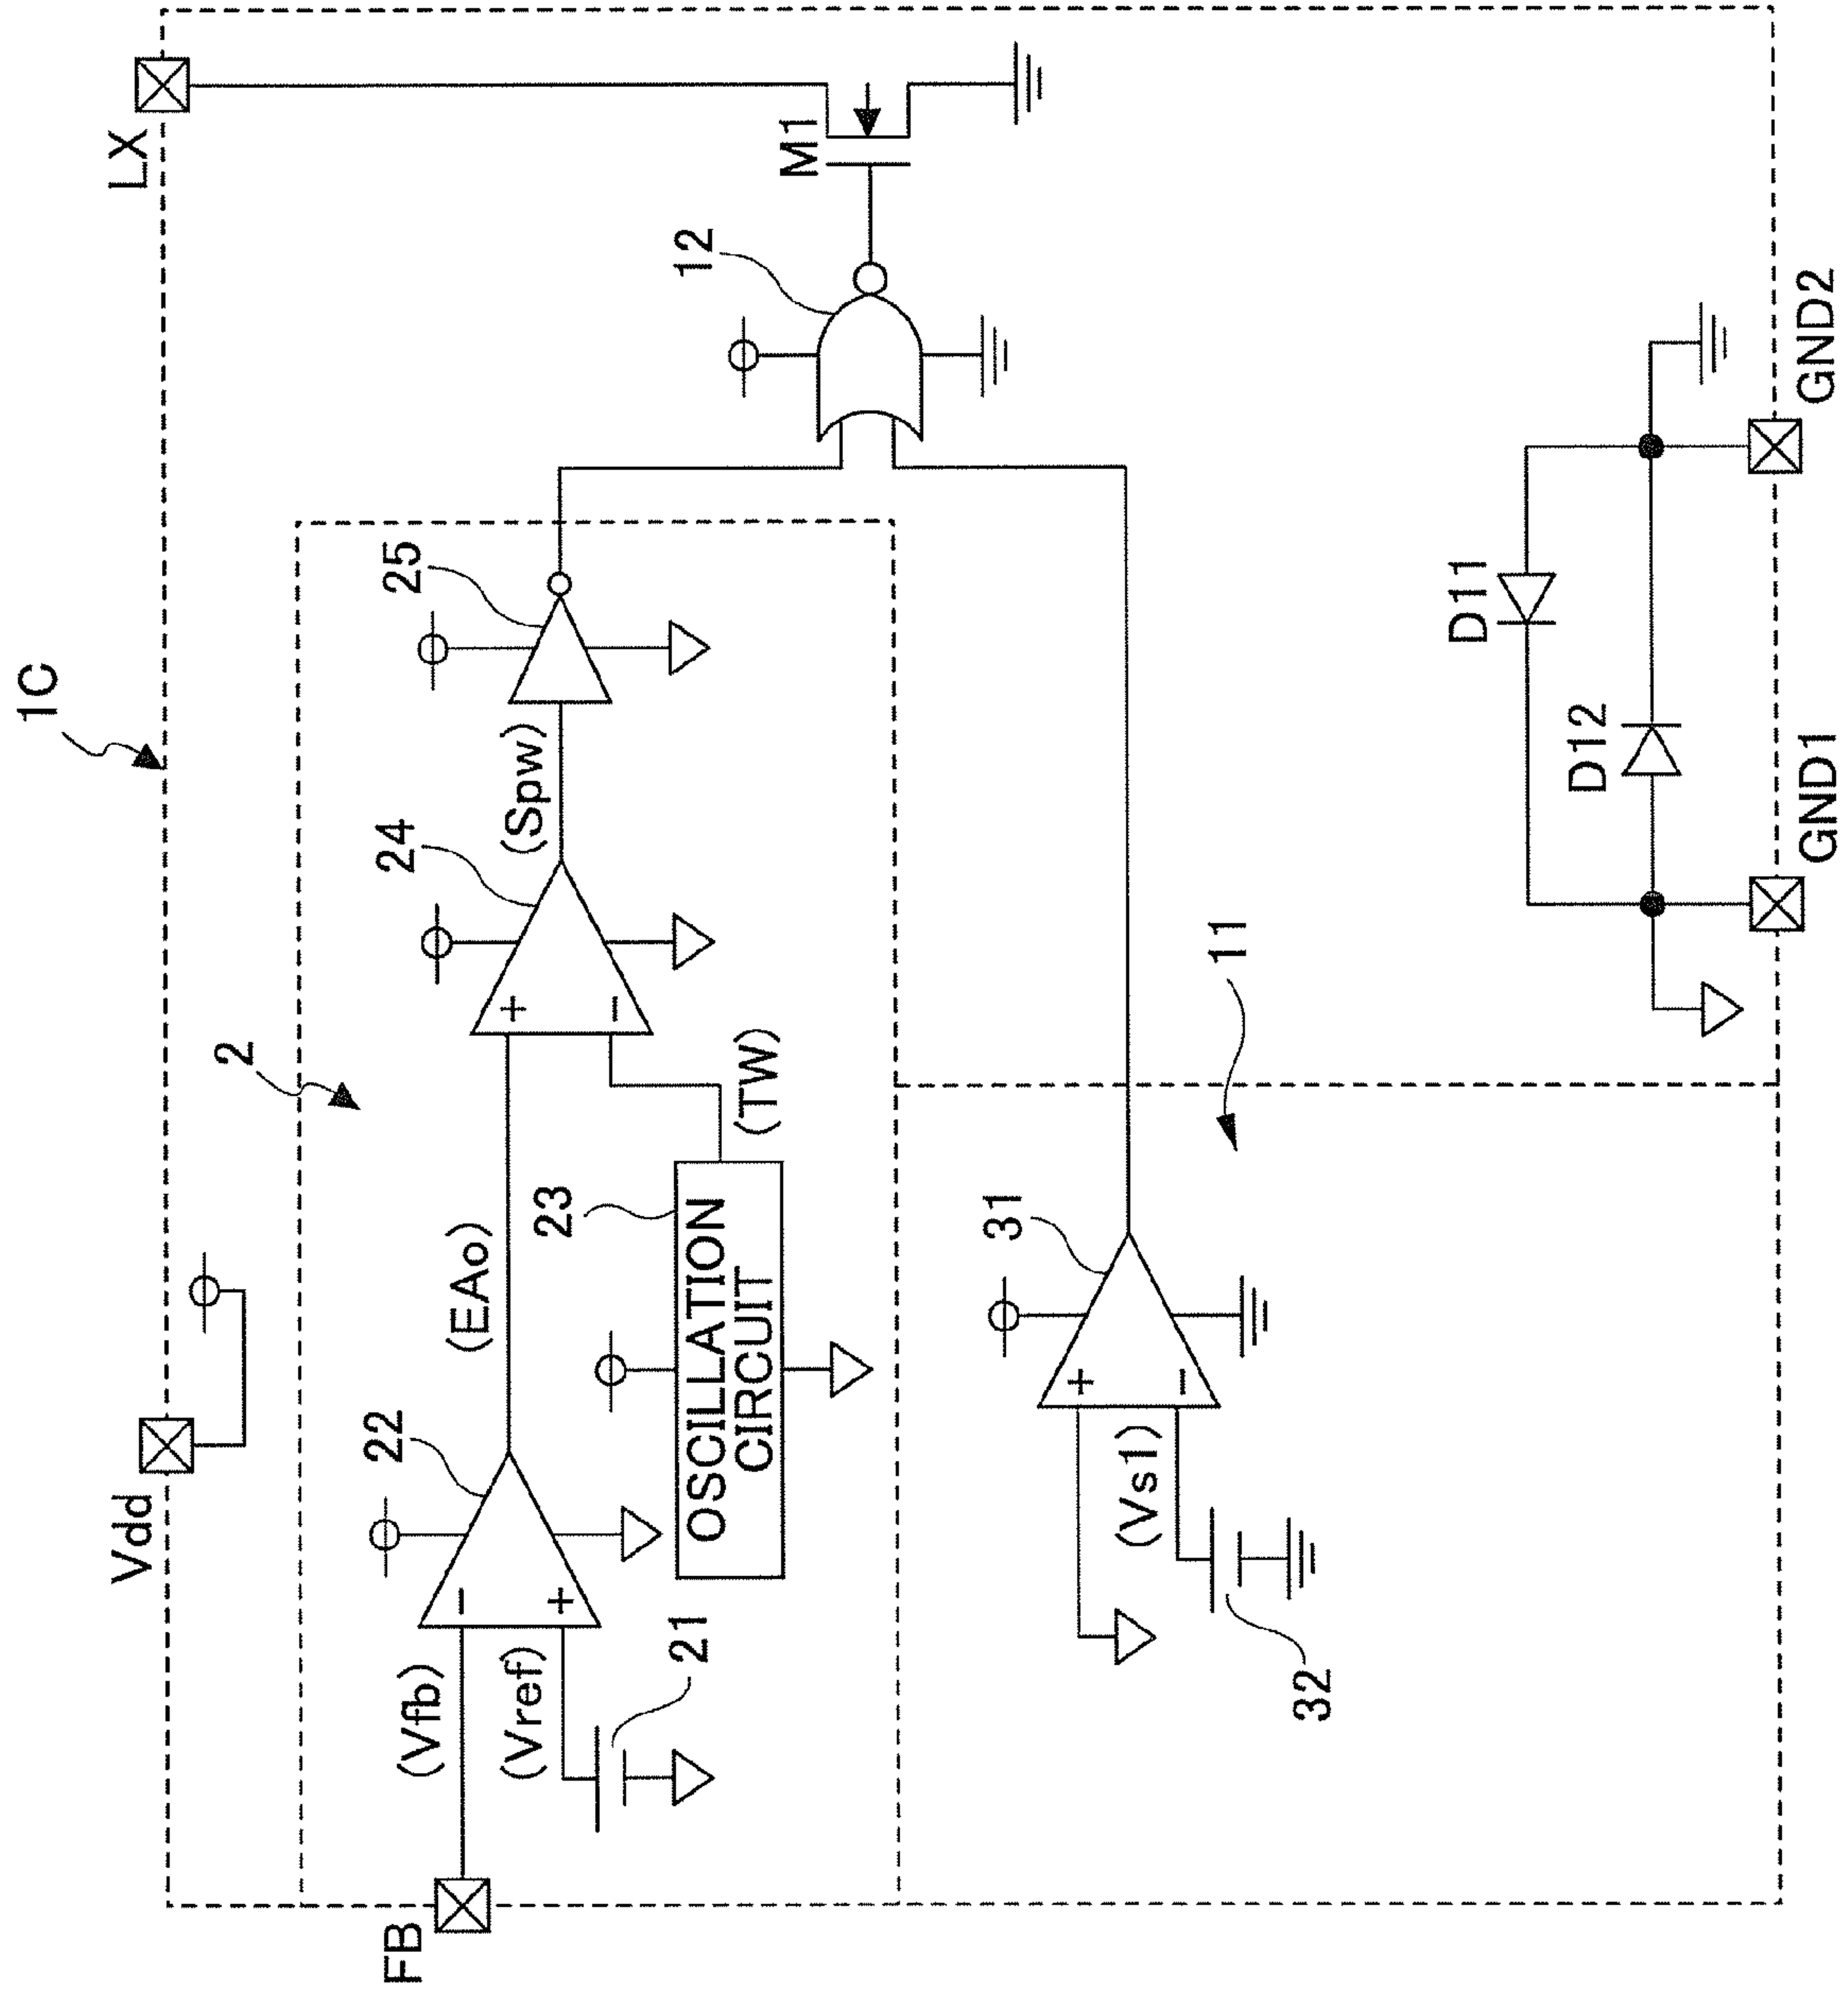 1C
Vdd
LX
2
FB
(Vfb)
(Vref)
21
22
(EAo)
OSCILLATION
CIRCUIT
23
(TW)
24
(Spw)
25
12
M1
11
31
(Vs1)
32
D11
D12
GND1
GND2
+
−
+
−
+
−